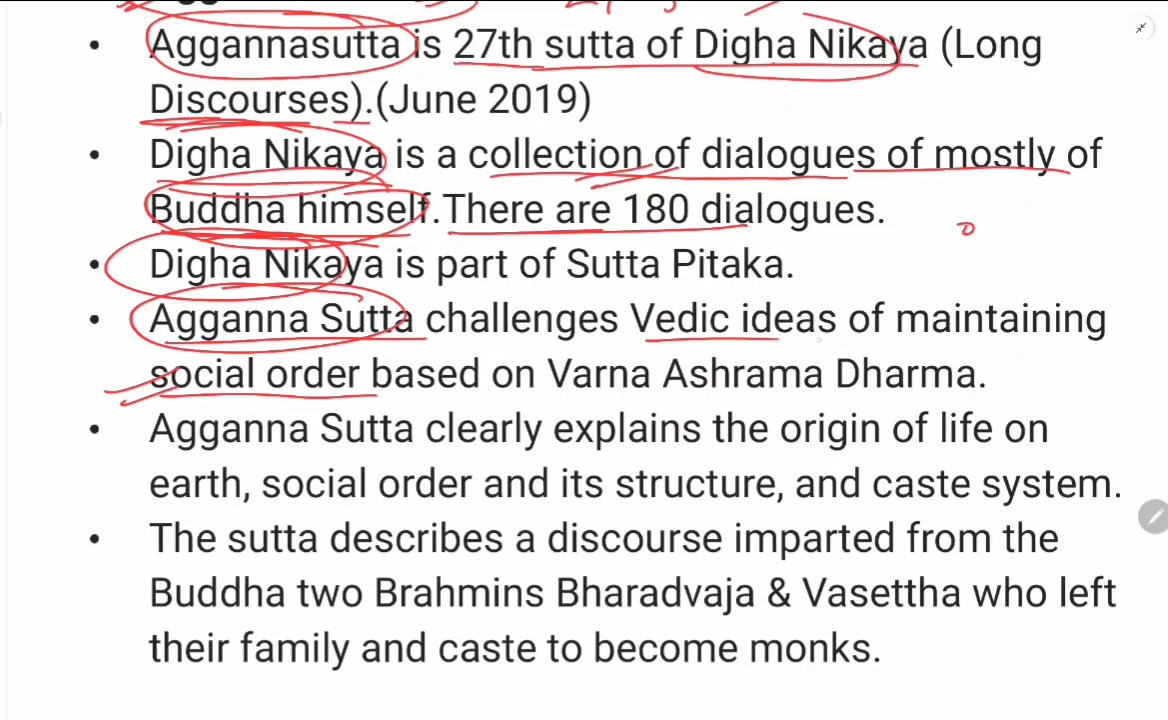 • Aggannasutta is 27th sutta of Digha Nikaya (Long
Discourses).(June 2019)
• Digha Nikaya is a collection of dialogues of mostly of
Buddha himself.There are 180 dialogues.
• Digha Nikaya is part of Sutta Pitaka.
• Agganna Sutta challenges Vedic ideas of maintaining
social order based on Varna Ashrama Dharma.
• Agganna Sutta clearly explains the origin of life on
earth, social order and its structure, and caste system.
• The sutta describes a discourse imparted from the
Buddha two Brahmins Bharadvaja & Vasettha who left
their family and caste to become monks.